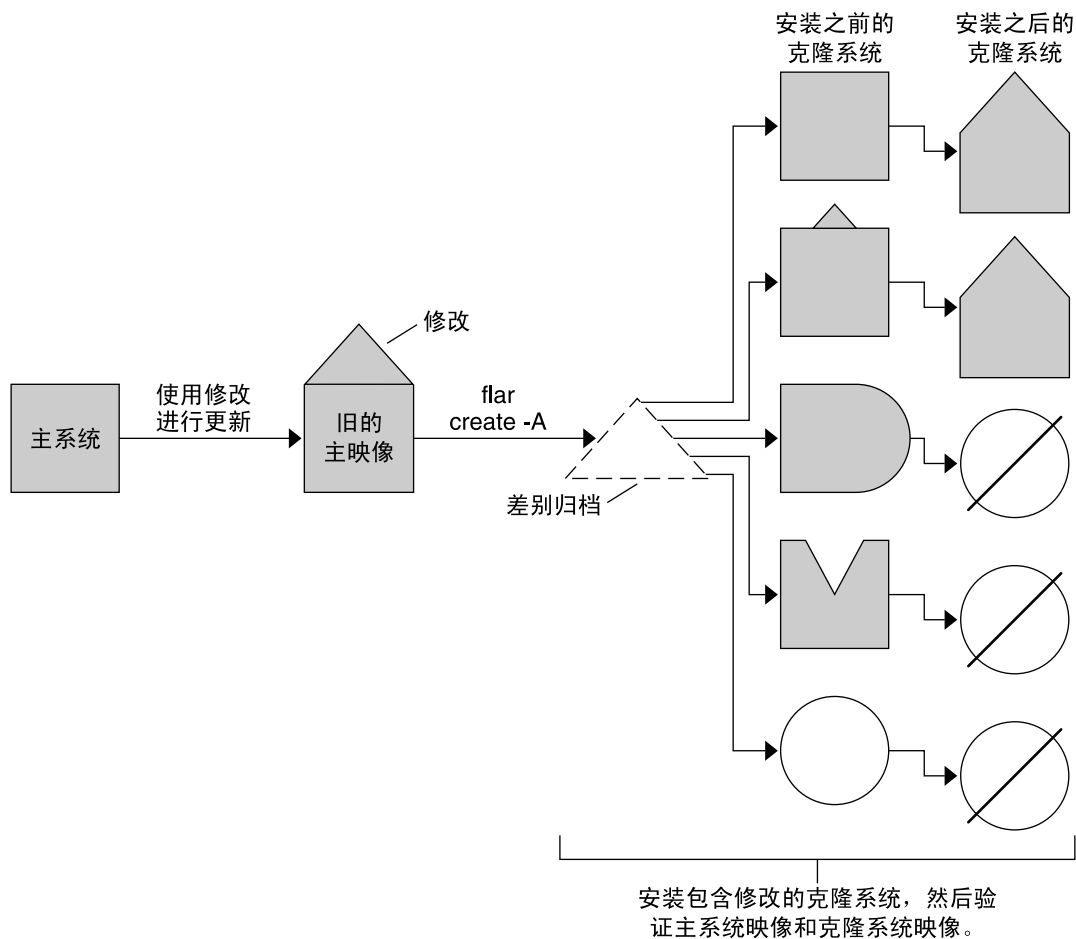 安装之前的
克隆系统
安装之后的
克隆系统
修改
主系统
使用修改
进行更新
旧的
主映像
flar
create -A
差别归档
安装包含修改的克隆系统，然后验
证主系统映像和克隆系统映像。